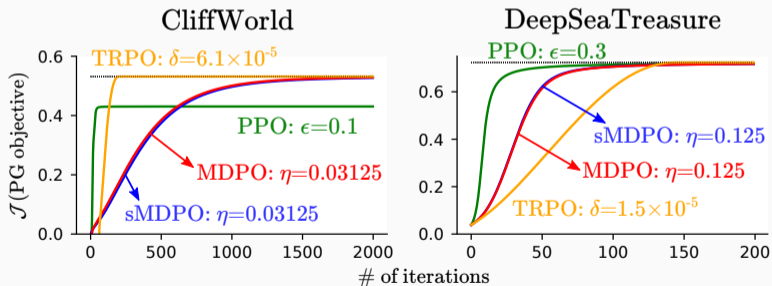 CliffWorld
DeepSeaTreasure
J(PG objective)
0.6
0.4
0.2
0.0
TRPO: δ=6.1×10⁻⁵
PPO: ϵ=0.1
MDPO: η=0.03125
sMDPO: η=0.03125
0 500 1000 1500 2000
0.6
0.4
0.2
0.0
PPO: ϵ=0.3
sMDPO: η=0.125
MDPO: η=0.125
TRPO: δ=1.5×10⁻⁵
0 50 100 150 200
# of iterations